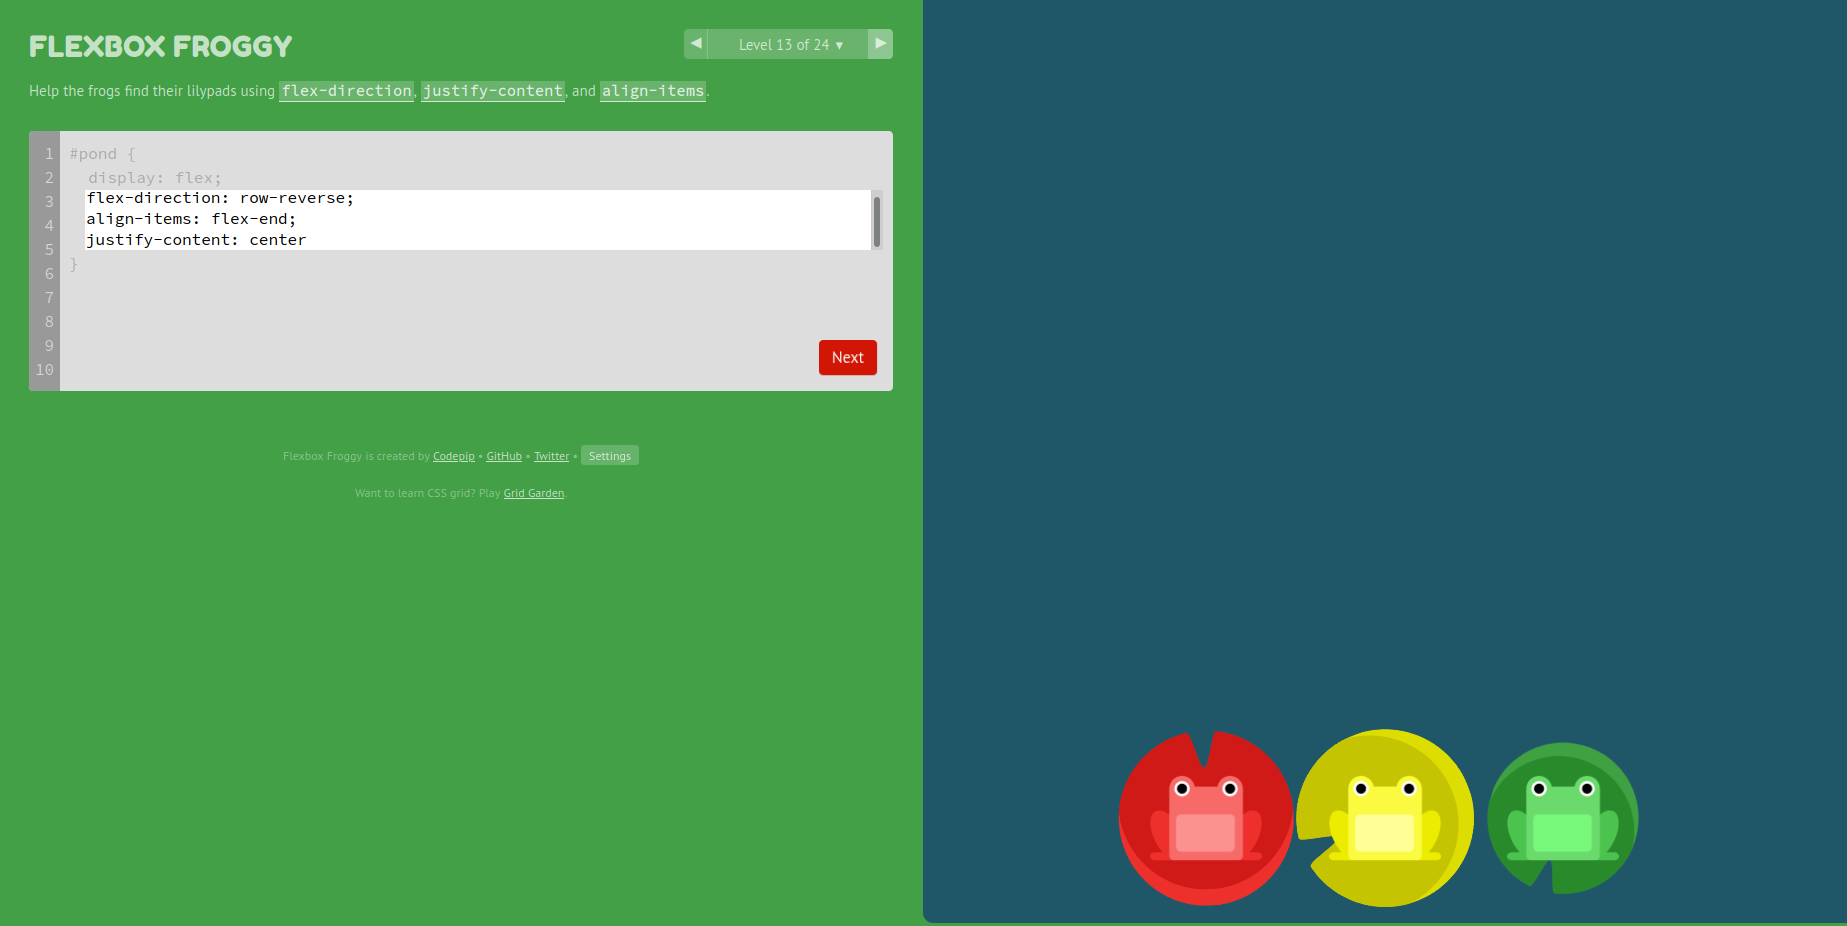 FLEXBOX FROGGY
◀ Level 13 of 24 ▾ ▶
Help the frogs find their lilypads using flex-direction, justify-content, and align-items.
1 #pond {
2 display: flex;
3 flex-direction: row-reverse;
4 align-items: flex-end;
5 justify-content: center
6 }
7
8
9
10
Next
Flexbox Froggy is created by Codepip • GitHub • Twitter • Settings
Want to learn CSS grid? Play Grid Garden.